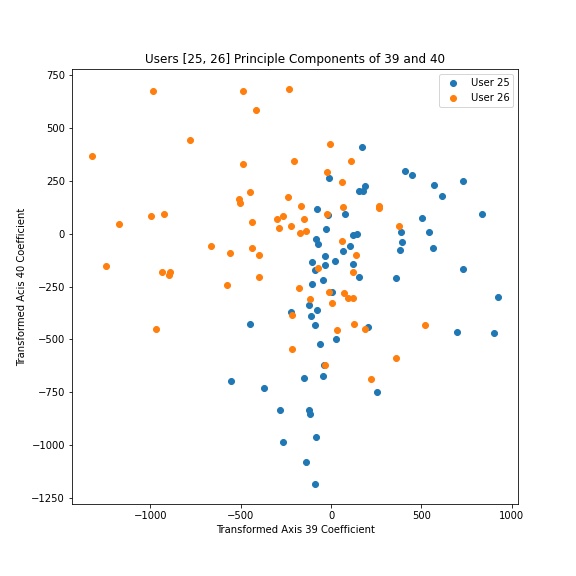 Users [25, 26] Principle Components of 39 and 40
User 25
User 26
750
500
250
0
−250
−500
−750
−1000
−1250
Transformed Acis 40 Coefficient
−1000
−500
0
500
1000
Transformed Axis 39 Coefficient